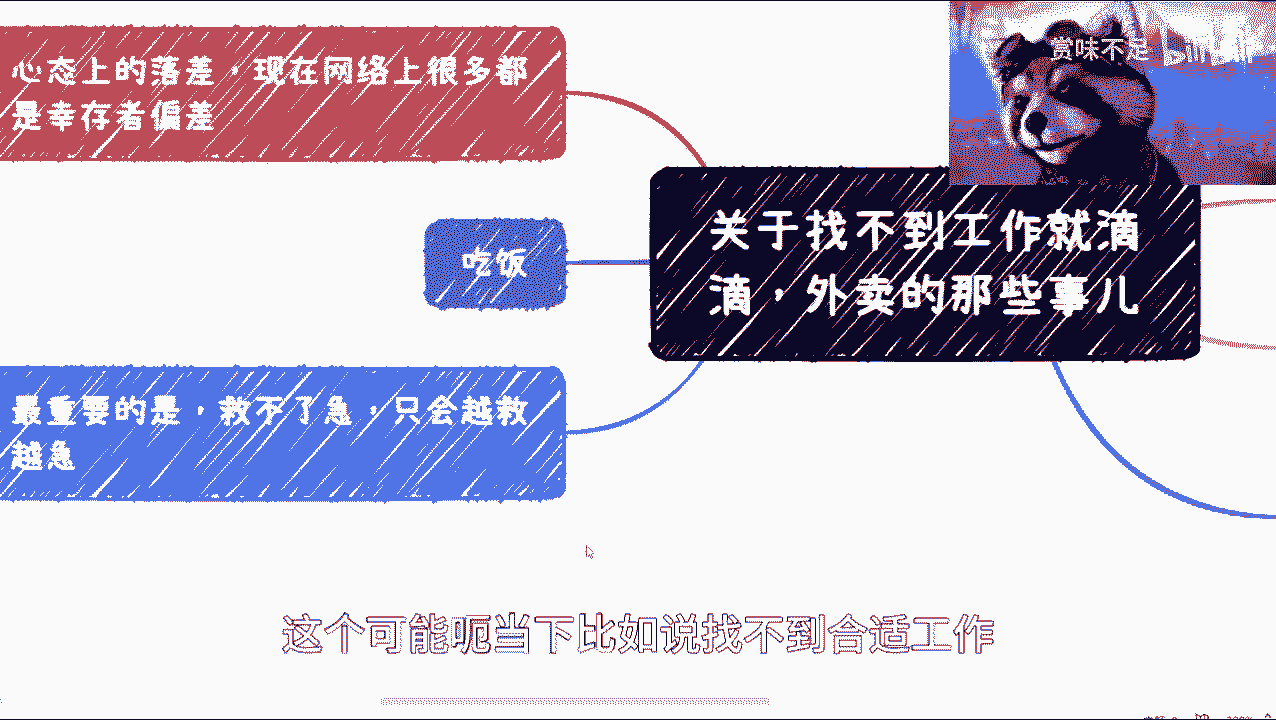 心态上的落差，现在网络上很多都
是幸存者偏差
赏味不足
关于找不到工作就滴
滴，外卖的那些事儿
吃饭
最重要的是，救不了急，只会越救
越急
这个可能呃当下比如说找不到合适工作